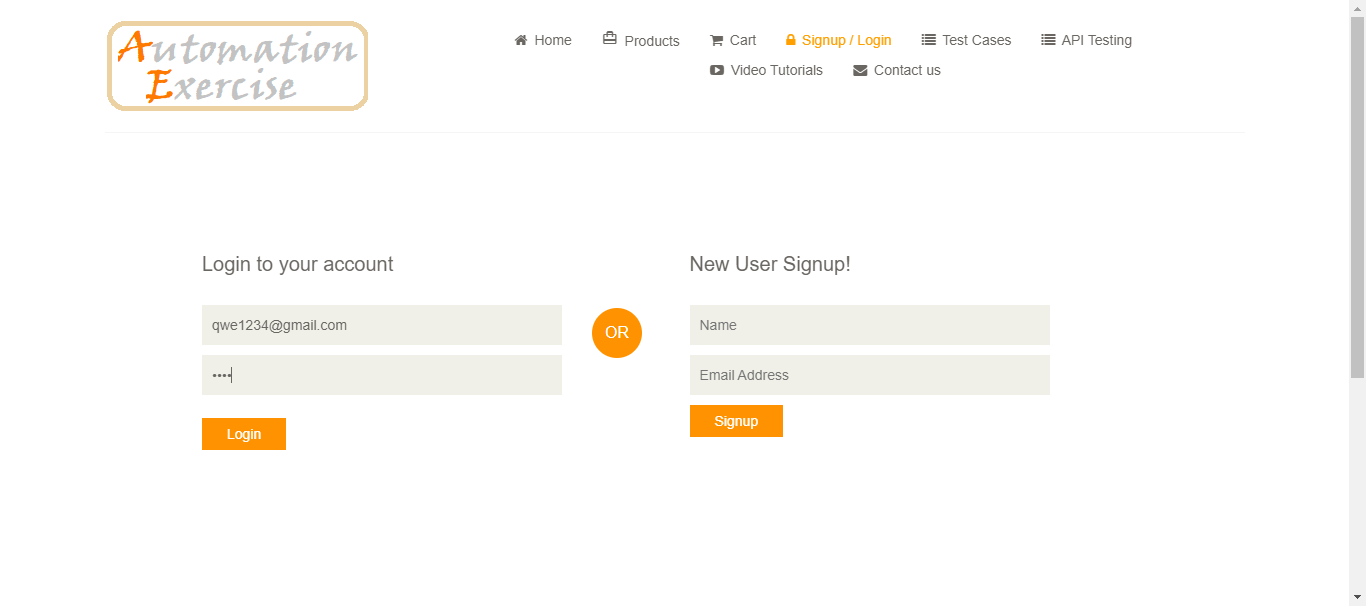 Automation
Exercise
Home Products Cart Signup / Login Test Cases API Testing
Video Tutorials Contact us
Login to your account
qwe1234@gmail.com
••••
Login
OR
New User Signup!
Name
Email Address
Signup